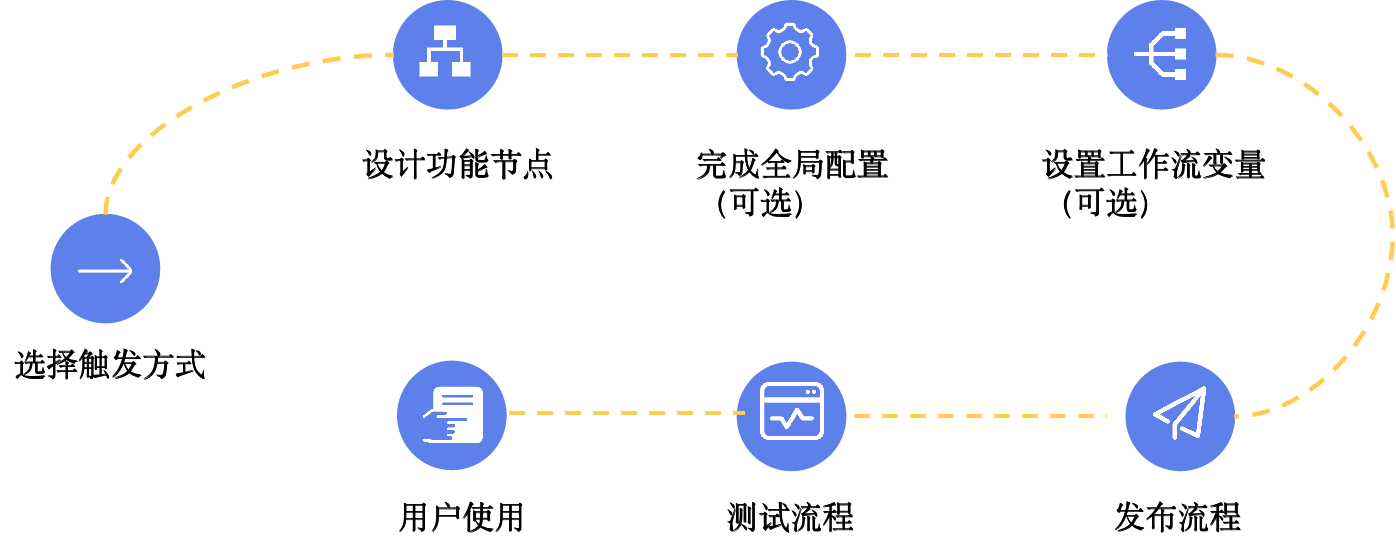 选择触发方式
设计功能节点
完成全局配置
(可选)
设置工作流变量
(可选)
发布流程
测试流程
用户使用